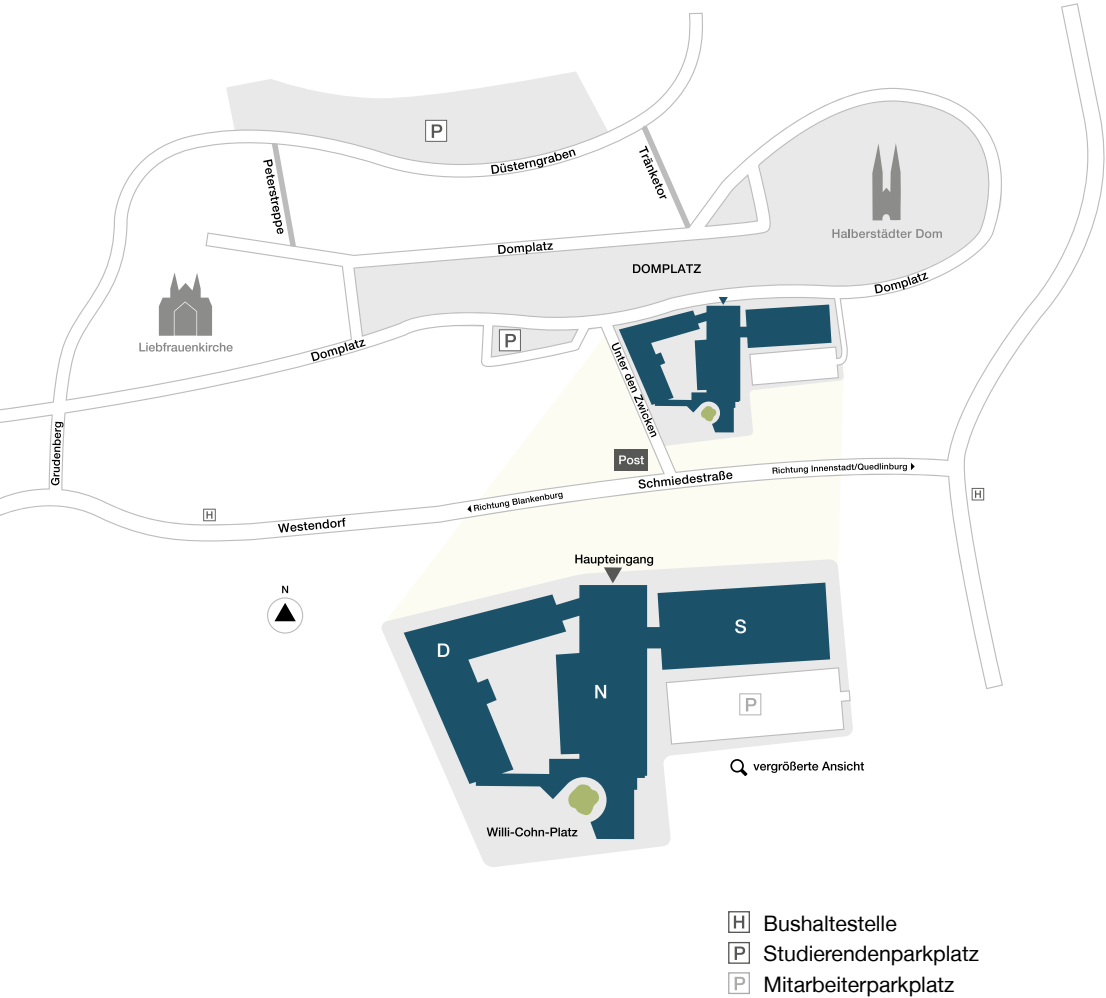 P
Düsterngraben
Peterstreppe
Tränketor
Halberstädter Dom
Domplatz
DOMPLATZ
Domplatz
Liebfrauenkirche
Domplatz
P
Unter den Zwicken
Grudenberg
Post
Schmiedestraße
Richtung Innenstadt/Quedlinburg
Richtung Blankenburg
H
H
Westendorf
Haupteingang
N
D
S
N
P
vergrößerte Ansicht
Willi-Cohn-Platz
H Bushaltestelle
P Studierendenparkplatz
P Mitarbeiterparkplatz